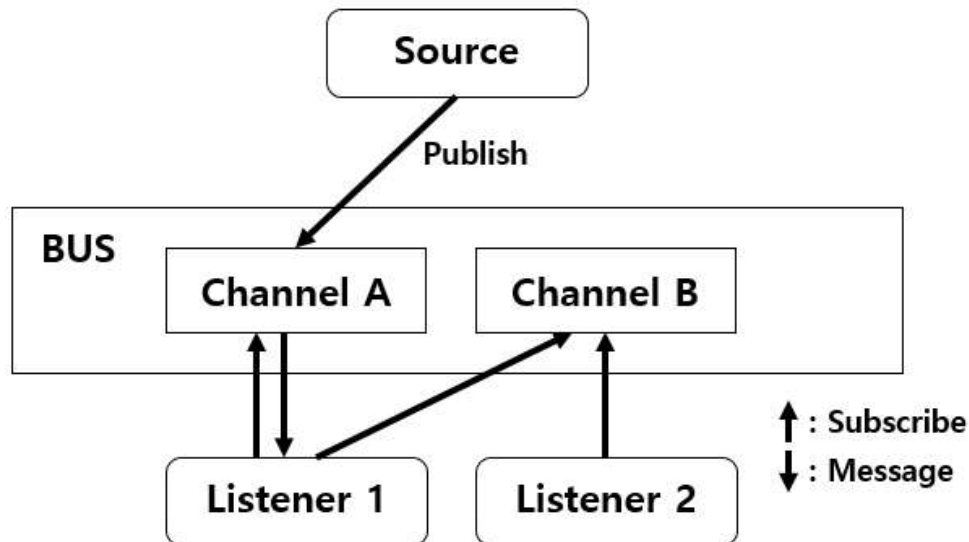 Source
Publish
BUS
Channel A
Channel B
: Subscribe
: Message
Listener 1
Listener 2